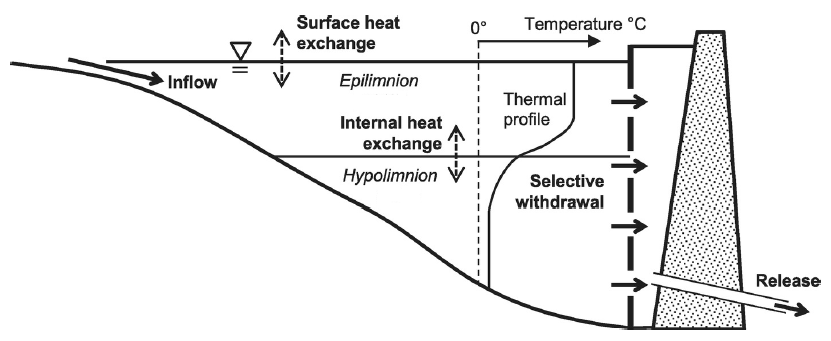 Surface heat
exchange
0°
Temperature °C
Inflow
Epilimnion
Thermal
profile
Internal heat
exchange
Hypolimnion
Selective
withdrawal
Release